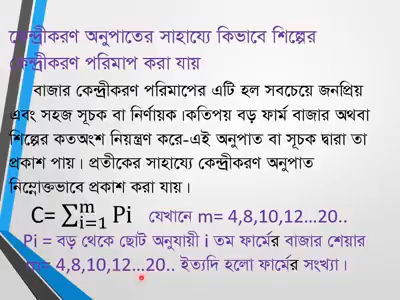 কেন্দ্রীকরণ অনুপাতের সাহায্যে কিভাবে শিল্পের
কেন্দ্রীকরণ পরিমাপ করা যায়
বাজার কেন্দ্রীকরণ পরিমাপের এটি হল সবচেয়ে জনপ্রিয়
এবং সহজ সূচক বা নির্ণায়ক।কতিপয় বড় ফার্ম বাজার অথবা
শিল্পের কতঅংশ নিয়ন্ত্রণ করে-এই অনুপাত বা সূচক দ্বারা তা
প্রকাশ পায়। প্রতীকের সাহায্যে কেন্দ্রীকরণ অনুপাত
নিম্নোক্তভাবে প্রকাশ করা যায়।
C= ∑_{i=1}^{m} Pi যেখানে m= 4,8,10,12...20..
Pi = বড় থেকে ছোট অনুযায়ী i তম ফার্মের বাজার শেয়ার
m= 4,8,10,12...20.. ইত্যদি হলো ফার্মের সংখ্যা।